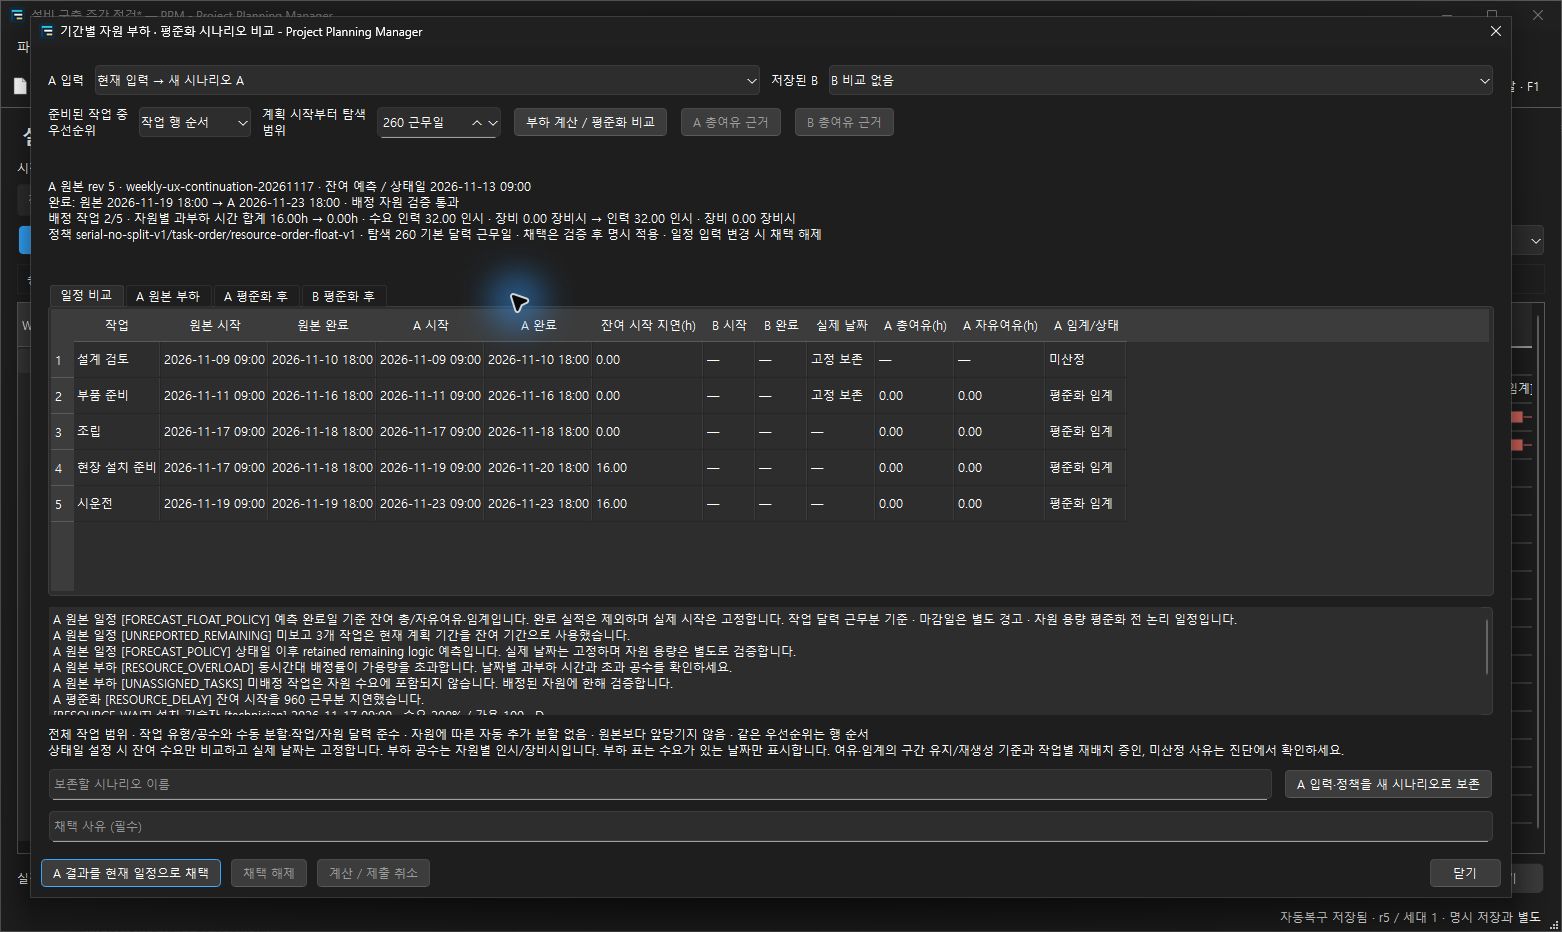 기간별 자원 부하 · 평준화 시나리오 비교 - Project Planning Manager
A 입력 현재 입력 → 새 시나리오 A 저장된 B B 비교 없음
준비된 작업 중 우선순위 작업 행 순서 계획 시작부터 탐색 범위 260 근무일 부하 계산 / 평준화 비교 A 총여유 근거 B 총여유 근거
· F1
A 원본 rev 5 · weekly-ux-continuation-20261117 · 잔여 예측 / 상태일 2026-11-13 09:00
완료: 원본 2026-11-19 18:00 → A 2026-11-23 18:00 · 배정 자원 검증 통과
배정 작업 2/5 · 자원별 과부하 시간 합계 16.00h → 0.00h · 수요 인력 32.00 인시 · 장비 0.00 장비시 → 인력 32.00 인시 · 장비 0.00 장비시
정책 serial-no-split-v1/task-order/resource-order-float-v1 · 탐색 260 기본 달력 근무일 · 채택은 검증 후 명시 적용 · 일정 입력 변경 시 채택 해제
일정 비교 A 원본 부하 A 평준화 후 B 평준화 후
작업 원본 시작 원본 완료 A 시작 A 완료 잔여 시작 지연(h) B 시작 B 완료 실제 날짜 A 총여유(h) A 자유여유(h) A 임계/상태
1 설계 검토 2026-11-09 09:00 2026-11-10 18:00 2026-11-09 09:00 2026-11-10 18:00 0.00 — — 고정 보존 — — 미산정
2 부품 준비 2026-11-11 09:00 2026-11-16 18:00 2026-11-11 09:00 2026-11-16 18:00 0.00 — — 고정 보존 0.00 0.00 평준화 임계
3 조립 2026-11-17 09:00 2026-11-18 18:00 2026-11-17 09:00 2026-11-18 18:00 0.00 — — — 0.00 0.00 평준화 임계
4 현장 설치 준비 2026-11-17 09:00 2026-11-18 18:00 2026-11-19 09:00 2026-11-20 18:00 16.00 — — — 0.00 0.00 평준화 임계
5 시운전 2026-11-19 09:00 2026-11-19 18:00 2026-11-23 09:00 2026-11-23 18:00 16.00 — — — 0.00 0.00 평준화 임계
A 원본 일정 [FORECAST_FLOAT_POLICY] 예측 완료일 기준 잔여 총/자유여유·임계입니다. 완료 실적은 제외하며 실제 시작은 고정합니다. 작업 달력 근무분 기준 · 마감일은 별도 경고 · 자원 용량 평준화 전 논리 일정입니다.
A 원본 일정 [UNREPORTED_REMAINING] 미보고 3개 작업은 현재 계획 기간을 잔여 기간으로 사용했습니다.
A 원본 일정 [FORECAST_POLICY] 상태일 이후 retained remaining logic 예측입니다. 실제 날짜는 고정하며 자원 용량은 별도로 검증합니다.
A 원본 부하 [RESOURCE_OVERLOAD] 동시간대 배정률이 가용량을 초과합니다. 날짜별 과부하 시간과 초과 공수를 확인하세요.
A 원본 부하 [UNASSIGNED_TASKS] 미배정 작업은 자원 수요에 포함되지 않습니다. 배정된 자원에 한해 검증합니다.
A 평준화 [RESOURCE_DELAY] 잔여 시작을 960 근무분 지연했습니다.
[RESOURCE_WAIT] 설치 기술자 [technician] 2026-11-17 09:00 · 수요 200% / 가용 100
전체 작업 범위 · 작업 유형/공수와 수동 분할·작업/자원 달력 준수 · 자원에 따른 자동 추가 분할 없음 · 원본보다 앞당기지 않음 · 같은 우선순위는 행 순서
상태일 설정 시 잔여 수요만 비교하고 실제 날짜는 고정합니다. 부하 공수는 자원별 인시/장비시입니다. 부하 표는 수요가 있는 날짜만 표시합니다. 여유·임계의 구간 유지/재생성 기준과 작업별 재배치 증인, 미산정 사유는 진단에서 확인하세요.
보존할 시나리오 이름 A 입력·정책을 새 시나리오로 보존
채택 사유 (필수)
A 결과를 현재 일정으로 채택 채택 해제 계산 / 제출 취소 닫기
자동복구 저장됨 · r5 / 세대 1 · 명시 저장과 별도